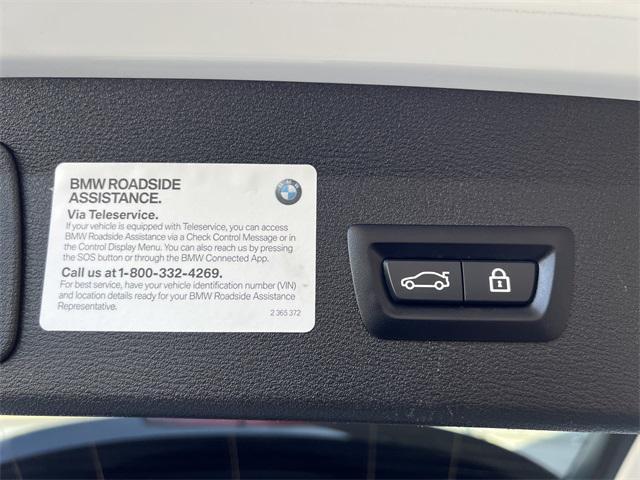 BMW ROADSIDE
ASSISTANCE.
BMW
Via Teleservice.
If your vehicle is equipped with Teleservice, you can access
BMW Roadside Assistance via a Check Control Message or in
the Control Display Menu. You can also reach us by pressing
the SOS button or through the BMW Connected App.
Call us at 1-800-332-4269.
For best service, have your vehicle identification number (VIN)
and location details ready for your BMW Roadside Assistance
Representative.
2 365 372